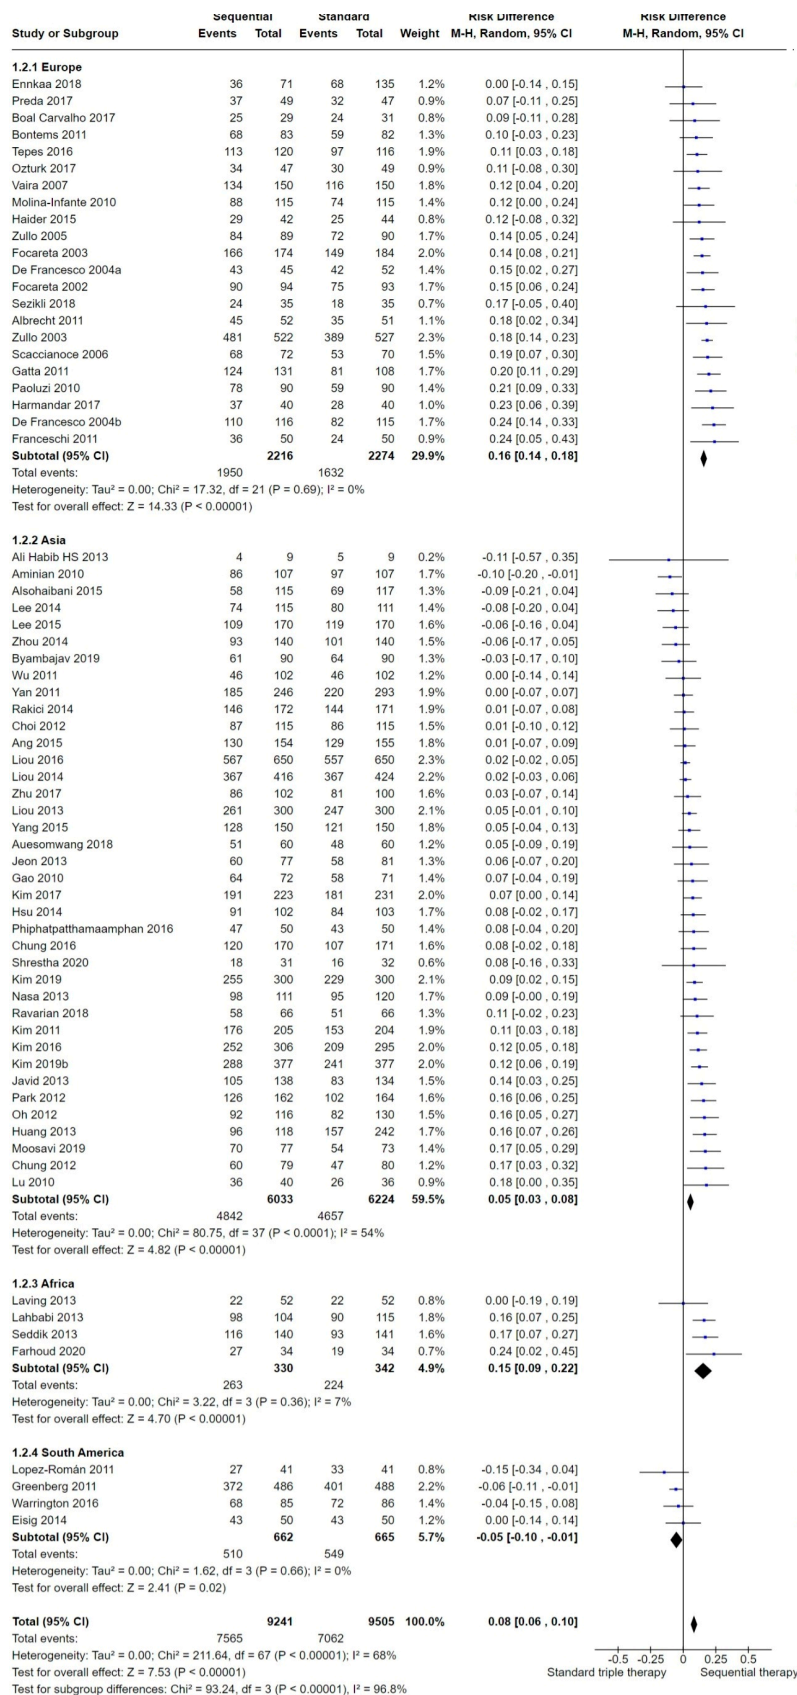 Sequential Standard Risk Difference Risk Difference
Study or Subgroup Events Total Events Total Weight M-H, Random, 95% CI M-H, Random, 95% CI
1.2.1 Europe
Ennkaa 2018 36 71 68 135 1.2% 0.00 [-0.14 , 0.15]
Preda 2017 37 49 32 47 0.9% 0.07 [-0.11 , 0.25]
Boal Carvalho 2017 25 29 24 31 0.9% 0.09 [-0.11 , 0.28]
Bontems 2011 68 83 59 82 1.3% 0.10 [-0.03 , 0.23]
Tepes 2016 113 120 97 116 1.9% 0.11 [0.03 , 0.18]
Ozturk 2017 34 47 30 49 0.9% 0.11 [-0.08 , 0.30]
Vaira 2007 134 150 116 150 1.8% 0.12 [0.04 , 0.20]
Molina-Infante 2010 88 115 74 115 1.4% 0.12 [0.00 , 0.24]
Haider 2015 29 42 25 44 0.8% 0.12 [-0.08 , 0.32]
Zullo 2005 84 89 72 90 1.7% 0.14 [0.05 , 0.24]
Focareta 2003 166 174 149 184 2.0% 0.14 [0.08 , 0.21]
De Francesco 2004a 43 45 42 52 1.4% 0.15 [0.02 , 0.27]
Focareta 2002 90 94 75 93 1.7% 0.15 [0.06 , 0.24]
Sezikli 2018 24 35 18 35 0.7% 0.17 [-0.05 , 0.40]
Albrecht 2011 45 52 35 51 1.1% 0.18 [0.02 , 0.34]
Zullo 2003 481 522 389 527 2.3% 0.18 [0.14 , 0.23]
Scaccianoce 2006 68 72 53 70 1.5% 0.19 [0.07 , 0.30]
Gatta 2011 124 131 81 108 1.7% 0.20 [0.11 , 0.29]
Paoluzi 2010 78 90 59 90 1.4% 0.21 [0.09 , 0.33]
Harmandar 2017 37 40 28 40 1.0% 0.23 [0.06 , 0.39]
De Francesco 2004b 110 116 82 115 1.7% 0.24 [0.14 , 0.33]
Franceschi 2011 36 50 24 50 0.9% 0.24 [0.05 , 0.43]
Subtotal (95% CI) 2216 2274 29.9% 0.16 [0.14 , 0.18]
Total events: 1950 1632
Heterogeneity: Tau² = 0.00; Chi² = 17.32, df = 21 (P = 0.69); I² = 0%
Test for overall effect: Z = 14.33 (P < 0.00001)
1.2.2 Asia
Ali Habib HS 2013 4 9 5 9 0.2% -0.11 [-0.57 , 0.35]
Aminian 2010 86 107 97 107 1.7% -0.10 [-0.20 , -0.01]
Alsohaibani 2015 58 115 69 117 1.3% -0.09 [-0.21 , 0.04]
Lee 2014 74 115 80 111 1.4% -0.08 [-0.20 , 0.04]
Lee 2015 109 170 119 170 1.6% -0.06 [-0.16 , 0.04]
Zhou 2014 93 140 101 140 1.5% -0.06 [-0.17 , 0.05]
Byambajav 2019 61 90 64 90 1.3% -0.03 [-0.17 , 0.10]
Wu 2011 46 102 46 102 1.3% 0.00 [-0.14 , 0.14]
Yan 2011 185 246 220 293 1.9% 0.00 [-0.07 , 0.07]
Rakici 2014 146 172 144 171 1.9% 0.01 [-0.07 , 0.08]
Choi 2012 87 115 86 115 1.5% 0.01 [-0.10 , 0.12]
Ang 2015 130 154 129 155 1.8% 0.01 [-0.07 , 0.09]
Liou 2016 567 650 557 650 2.3% 0.02 [-0.02 , 0.05]
Liou 2014 367 416 367 424 2.2% 0.02 [-0.03 , 0.06]
Zhu 2017 86 102 81 100 1.6% 0.03 [-0.07 , 0.14]
Liou 2013 261 300 247 300 2.1% 0.05 [-0.01 , 0.10]
Yang 2015 128 150 121 150 1.8% 0.05 [-0.04 , 0.13]
Auesomwang 2018 51 60 48 60 1.3% 0.05 [-0.09 , 0.19]
Jeon 2013 60 77 58 81 1.3% 0.06 [-0.07 , 0.20]
Gao 2010 64 72 58 71 1.4% 0.07 [-0.04 , 0.19]
Kim 2017 191 223 181 231 2.0% 0.07 [0.00 , 0.14]
Hsu 2014 91 102 84 103 1.7% 0.08 [-0.02 , 0.17]
Phiphatpatthamaamphan 2016 47 50 43 50 1.4% 0.08 [-0.04 , 0.20]
Chung 2016 120 170 107 171 1.6% 0.08 [-0.02 , 0.18]
Shrestha 2020 18 31 16 32 0.6% 0.08 [-0.16 , 0.33]
Kim 2019 255 300 229 300 2.1% 0.09 [0.02 , 0.15]
Nasa 2013 98 111 95 120 1.7% 0.09 [-0.00 , 0.19]
Ravarian 2018 58 66 51 66 1.3% 0.11 [-0.02 , 0.23]
Kim 2011 176 205 153 204 1.9% 0.11 [0.03 , 0.18]
Kim 2016 252 306 209 295 2.0% 0.12 [0.05 , 0.18]
Kim 2019b 288 377 241 377 2.0% 0.12 [0.06 , 0.19]
Javid 2013 105 138 83 134 1.5% 0.14 [0.03 , 0.25]
Park 2012 126 162 102 164 1.6% 0.16 [0.06 , 0.25]
Oh 2012 92 116 82 130 1.5% 0.16 [0.05 , 0.27]
Huang 2013 96 118 157 242 1.7% 0.16 [0.07 , 0.26]
Moosavi 2019 70 77 54 73 1.4% 0.17 [0.05 , 0.29]
Chung 2012 60 79 47 80 1.2% 0.17 [0.03 , 0.32]
Lu 2010 36 40 26 36 0.9% 0.18 [0.00 , 0.35]
Subtotal (95% CI) 6033 6224 59.5% 0.05 [0.03 , 0.08]
Total events: 4842 4657
Heterogeneity: Tau² = 0.00; Chi² = 80.75, df = 37 (P < 0.0001); I² = 54%
Test for overall effect: Z = 4.82 (P < 0.00001)
1.2.3 Africa
Laving 2013 22 52 22 52 0.8% 0.00 [-0.19 , 0.19]
Lahbabi 2013 98 104 90 115 1.8% 0.16 [0.07 , 0.25]
Seddik 2013 116 140 93 141 1.6% 0.17 [0.07 , 0.27]
Farhoud 2020 27 34 19 34 0.7% 0.24 [0.02 , 0.45]
Subtotal (95% CI) 330 342 4.9% 0.15 [0.09 , 0.22]
Total events: 263 224
Heterogeneity: Tau² = 0.00; Chi² = 3.22, df = 3 (P = 0.36); I² = 7%
Test for overall effect: Z = 4.70 (P < 0.00001)
1.2.4 South America
Lopez-Román 2011 27 41 33 41 0.8% -0.15 [-0.34 , 0.04]
Greenberg 2011 372 486 401 488 2.2% -0.06 [-0.11 , -0.01]
Warrington 2016 68 85 72 86 1.4% -0.04 [-0.15 , 0.08]
Eisig 2014 43 50 43 50 1.3% 0.00 [-0.14 , 0.14]
Subtotal (95% CI) 662 665 5.7% -0.05 [-0.10 , -0.01]
Total events: 510 549
Heterogeneity: Tau² = 0.00; Chi² = 1.62, df = 3 (P = 0.66); I² = 0%
Test for overall effect: Z = 2.41 (P = 0.02)
Total (95% CI) 9241 9505 100.0% 0.08 [0.06 , 0.10]
Total events: 7565 7062
Heterogeneity: Tau² = 0.00; Chi² = 211.64, df = 67 (P < 0.00001); I² = 68%
-0.5 -0.25 0 0.25 0.5
Test for overall effect: Z = 7.53 (P < 0.00001)
Standard triple therapy Sequential therapy
Test for subgroup differences: Chi² = 93.24, df = 3 (P < 0.00001), I² = 96.8%